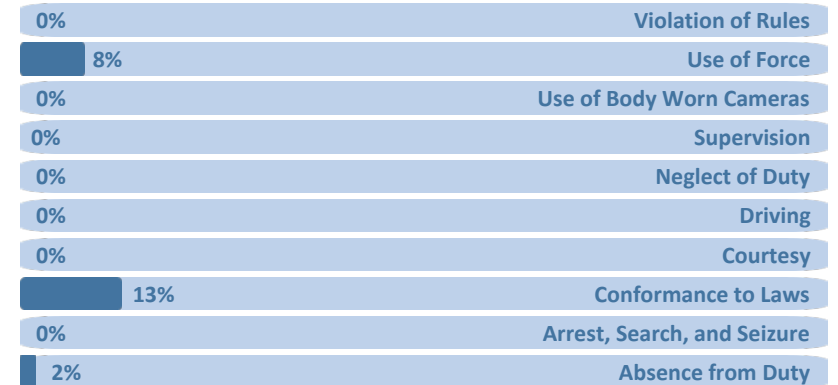 0% Violation of Rules
8% Use of Force
0% Use of Body Worn Cameras
0% Supervision
0% Neglect of Duty
0% Driving
0% Courtesy
13% Conformance to Laws
0% Arrest, Search, and Seizure
2% Absence from Duty